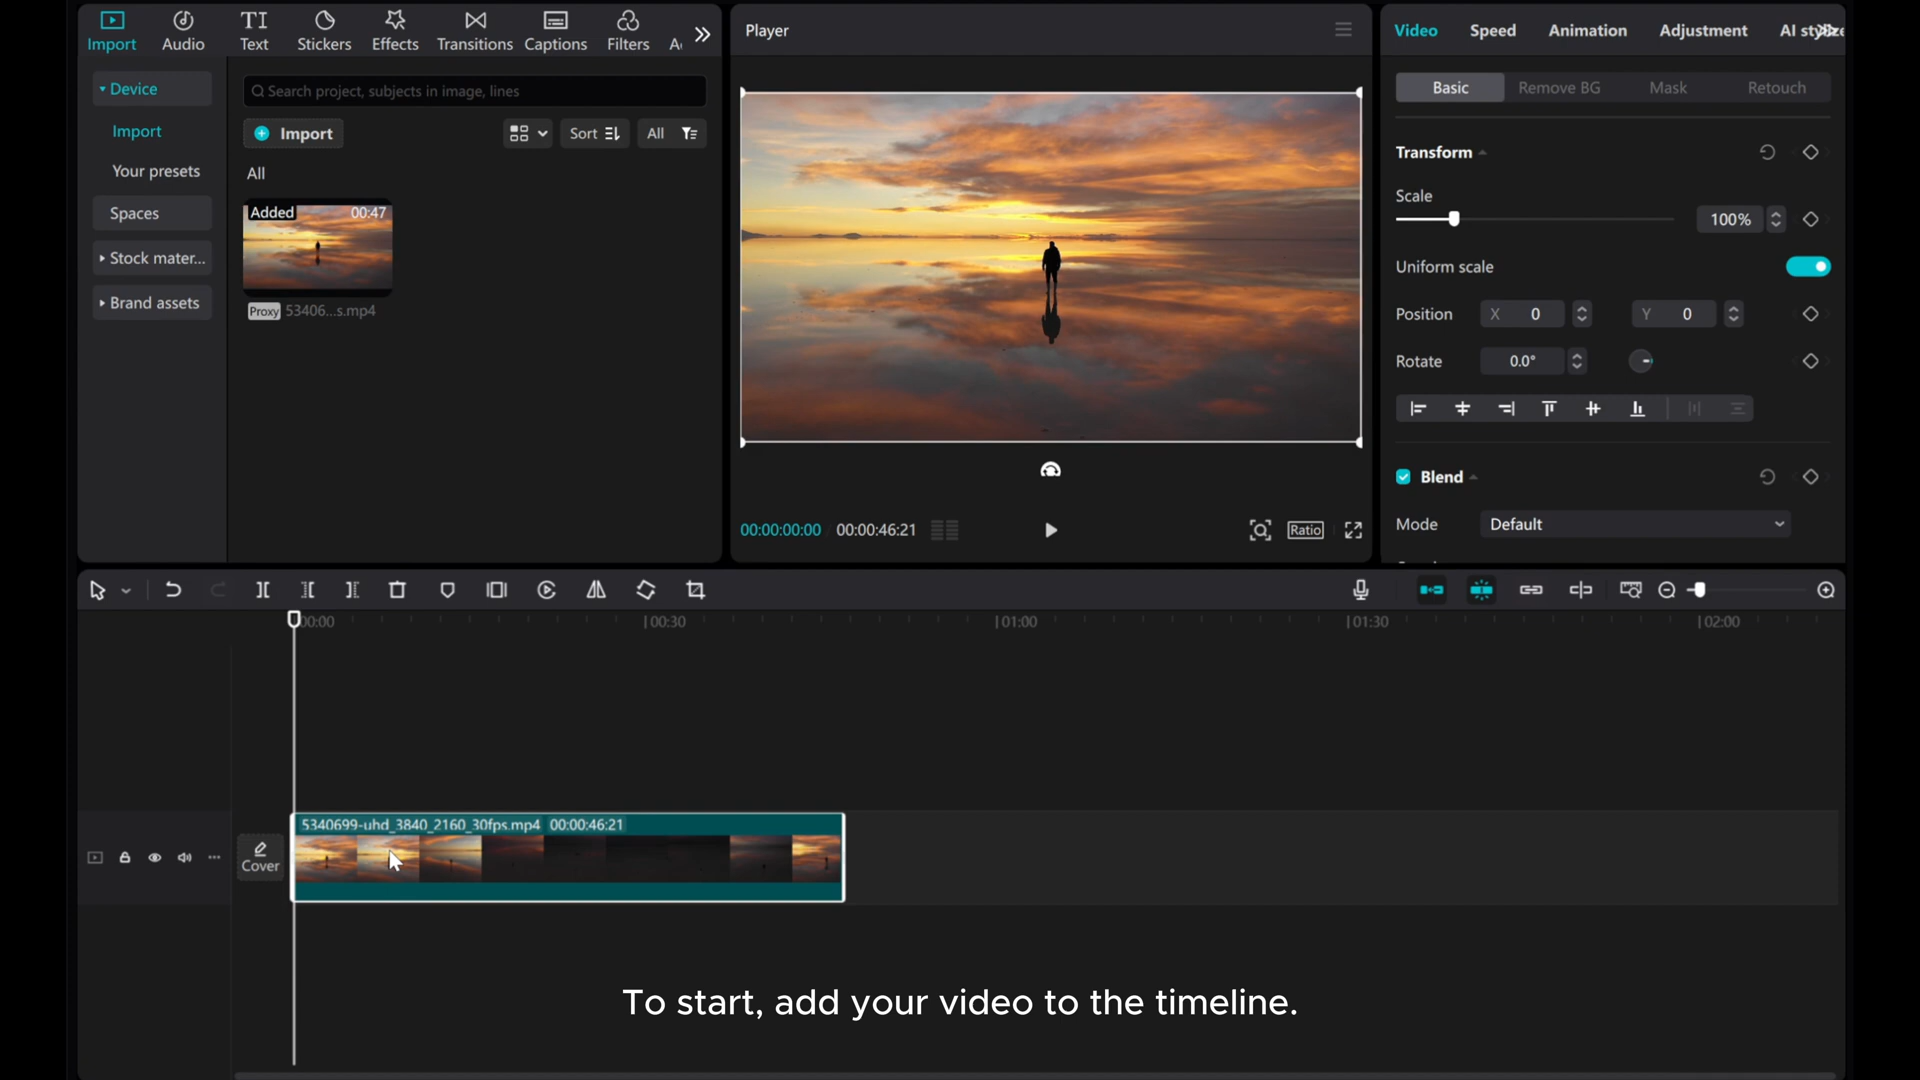 Import
Audio
Text
Stickers
Effects
Transitions
Captions
Filters
Player
Video
Speed
Animation
Adjustment
Device
Import
Your presets
Spaces
Stock mater...
Brand assets
Search project, subjects in image, lines
Import
Sort
All
All
Added 00:47
Proxy 53406...s.mp4
00:00:00:00 00:00:46:21
Ratio
Basic
Remove BG
Mask
Retouch
Transform
Scale
100%
Uniform scale
Position X 0 Y 0
Rotate 0.0°
Blend
Mode Default
00:00 00:30 01:00 01:30 02:00
Cover
5340699-uhd_3840_2160_30fps.mp4 00:00:46:21
To start, add your video to the timeline.